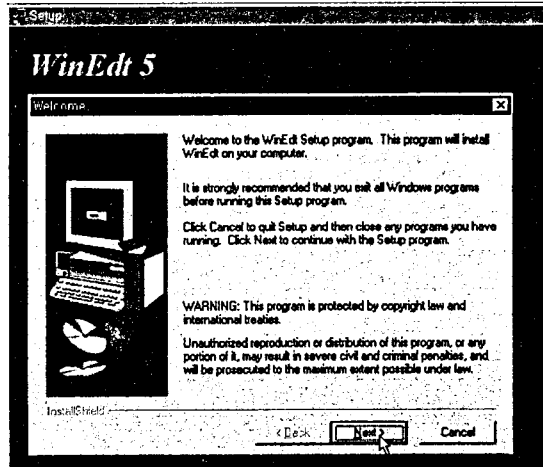 Setup
WinEdt 5
Welcome
Welcome to the WinEdt Setup program. This program will install
WinEdt on your computer.
It is strongly recommended that you exit all Windows programs
before running this Setup program.
Click Cancel to quit Setup and then close any programs you have
running. Click Next to continue with the Setup program.
WARNING: This program is protected by copyright law and
international treaties.
Unauthorized reproduction or distribution of this program, or any
portion of it, may result in severe civil and criminal penalties, and
will be prosecuted to the maximum extent possible under law.
InstallShield
< Back Next > Cancel